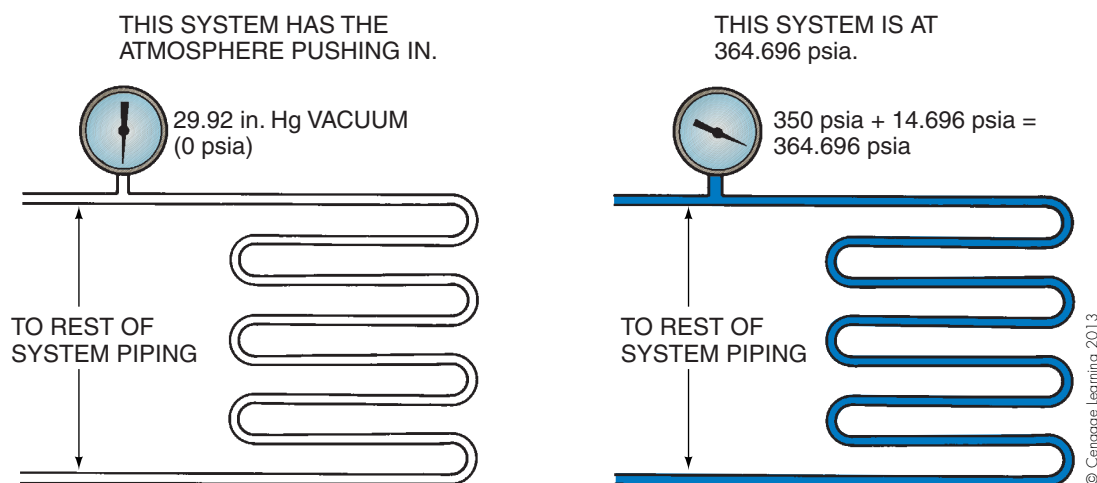 THIS SYSTEM HAS THE
ATMOSPHERE PUSHING IN.
29.92 in. Hg VACUUM
(0 psia)
TO REST OF
SYSTEM PIPING
THIS SYSTEM IS AT
364.696 psia.
350 psia + 14.696 psia =
364.696 psia
TO REST OF
SYSTEM PIPING
© Cengage Learning 2013